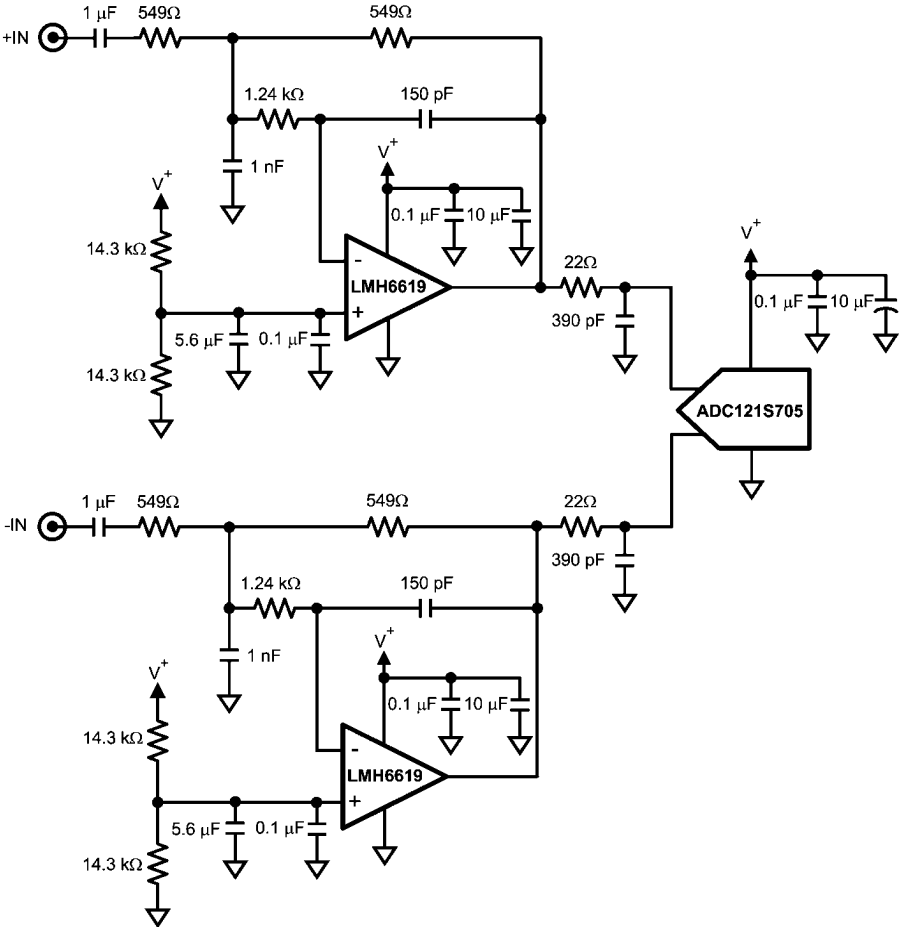 1 µF
549Ω
549Ω
+IN
1.24 kΩ
150 pF
1 nF
V+
V+
0.1 µF
10 µF
14.3 kΩ
-
LMH6619
+
22Ω
V+
0.1 µF
10 µF
5.6 µF
0.1 µF
390 pF
14.3 kΩ
ADC121S705
1 µF
549Ω
549Ω
22Ω
-IN
390 pF
1.24 kΩ
150 pF
1 nF
V+
V+
0.1 µF
10 µF
14.3 kΩ
-
LMH6619
+
5.6 µF
0.1 µF
14.3 kΩ